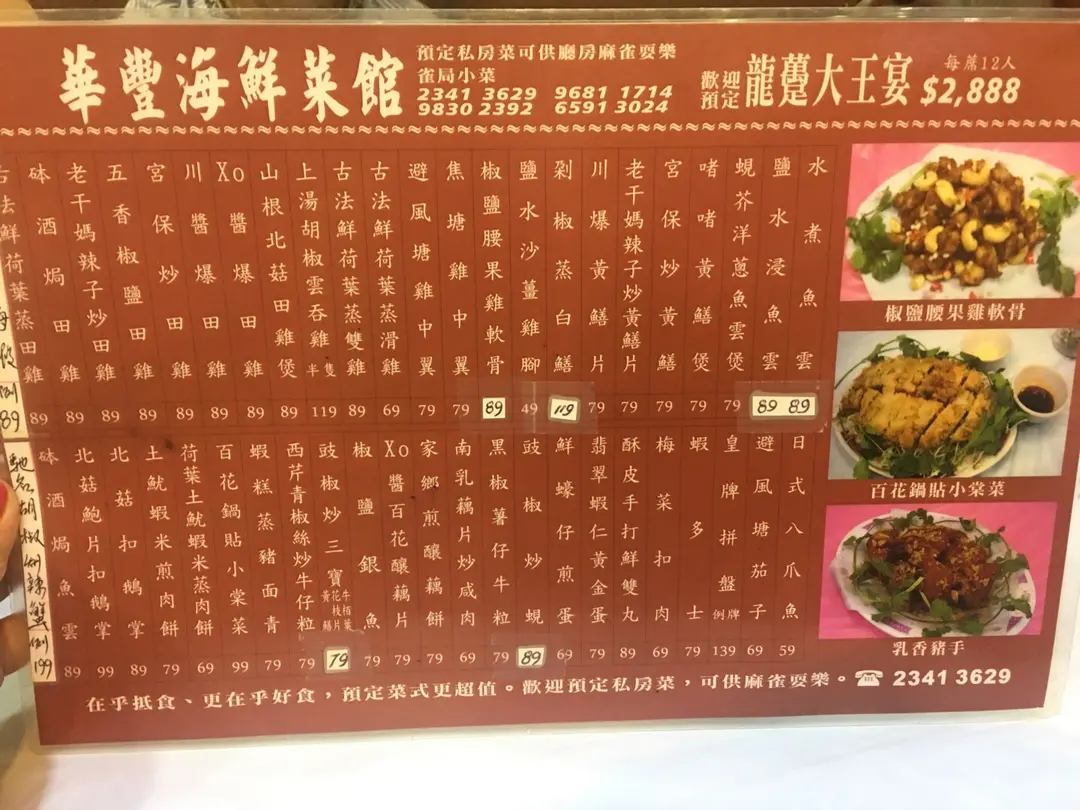 華豐海鮮菜館
預定私房菜可供廳房麻雀耍樂
雀局小菜
2341 3629 9681 1714
9830 2392 6591 3024
歡迎預定
龍躉大王宴
每蓆12人
$2,888
水煮魚雲 89
鹽水浸魚雲 89
蜆芥洋蔥魚雲煲 79
啫啫黃鱔煲 79
宮保炒黃鱔 79
老干媽辣子炒黃鱔片 79
川爆黃鱔片 79
剁椒蒸白鱔 119
鹽水沙薑雞腳 49
椒鹽腰果雞軟骨 89
焦塘雞中翼 79
避風塘雞中翼 79
古法鮮荷葉蒸滑雞 69
古法鮮荷葉蒸雙雞 89
上湯胡椒雲吞雞 半隻 119
山根北菇田雞煲 89
Xo醬爆田雞 89
川醬爆田雞 89
宮保炒田雞 89
五香椒鹽田雞 89
老干媽辣子炒田雞 89
砵酒焗田雞 89
古法鮮荷葉蒸田雞
例 89
日式八爪魚 59
避風塘茄子 69
皇牌拼盤 例牌 139
蝦多士 79
梅菜扣肉 69
酥皮手打鮮雙丸 89
翡翠蝦仁黃金蛋 79
鮮蠔仔煎蛋 69
豉椒炒蜆 89
黑椒薯仔牛粒 79
南乳藕片炒咸肉 69
家鄉煎釀藕餅 79
Xo醬百花釀藕片 79
椒鹽銀魚 79
豉椒炒三寶 79
西芹青椒絲炒牛仔粒 79
蝦糕蒸豬面青 79
百花鍋貼小棠菜 99
荷葉土魷蝦米蒸肉餅 69
土魷蝦米煎肉餅 79
北菇扣鵝掌 89
北菇鮑片扣鵝掌 99
砵酒焗魚雲 89
馳名胡椒 辣蟹 例 199
椒鹽腰果雞軟骨
百花鍋貼小棠菜
乳香豬手
在乎抵食、更在乎好食，預定菜式更超值。歡迎預定私房菜，可供麻雀耍樂。☎ 2341 3629